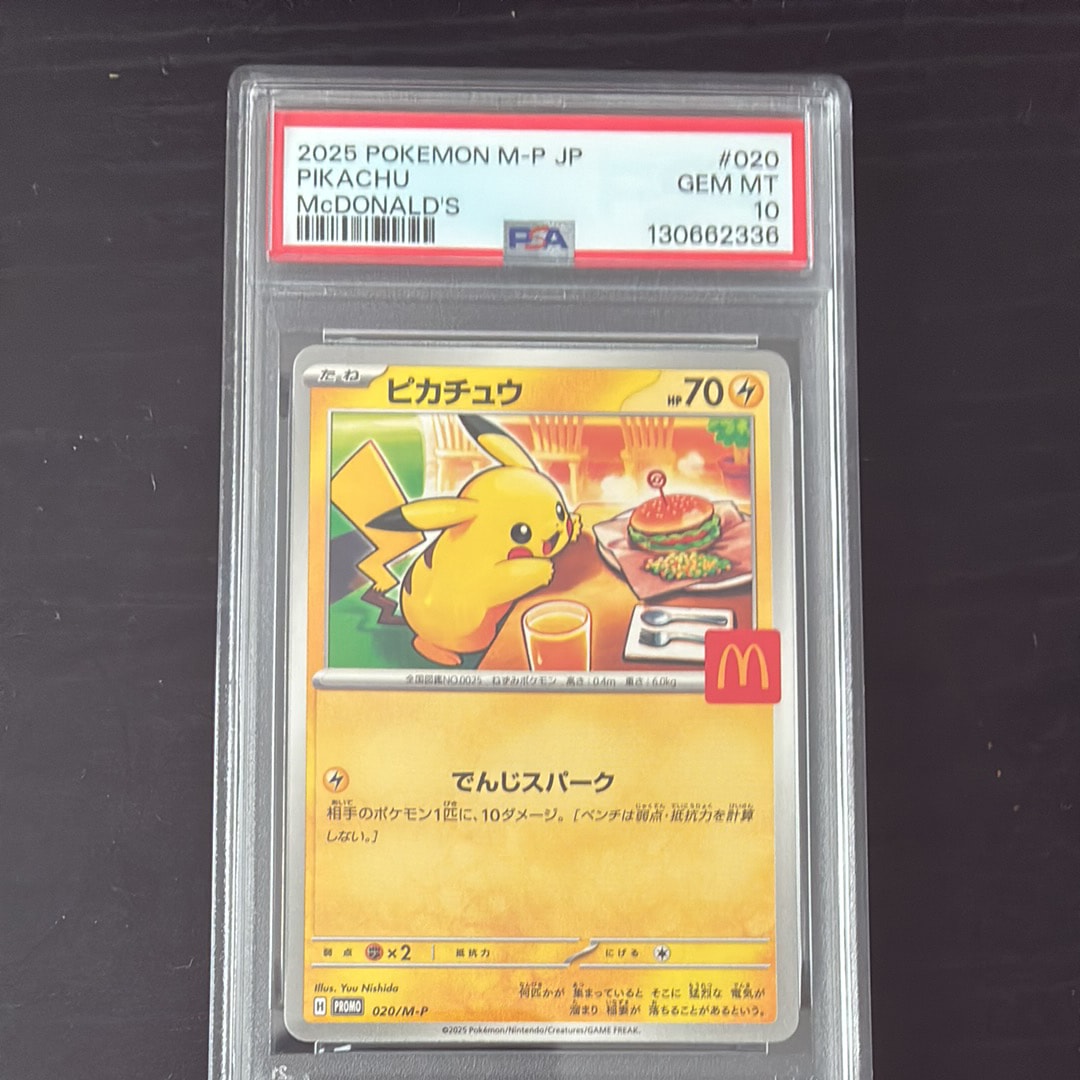 2025 POKEMON M-P JP
#020
PIKACHU
GEM MT
McDONALD'S
10
PSA
130662336
たね
ピカチュウ
HP 70
全国図鑑NO.0025 ねずみポケモン 高さ:0.4m 重さ:6.0kg
でんじスパーク
相手のポケモン1匹に、10ダメージ。[ベンチは弱点・抵抗力を計算
しない。]
弱点 ×2 抵抗力 にげる
Illus. Yuu Nishida
何匹かが 集まっていると そこに 猛烈な 電気が
溜まり 稲妻が 落ちることがあるという。
PROMO 020/M-P
©2025 Pokémon/Nintendo/Creatures/GAME FREAK.